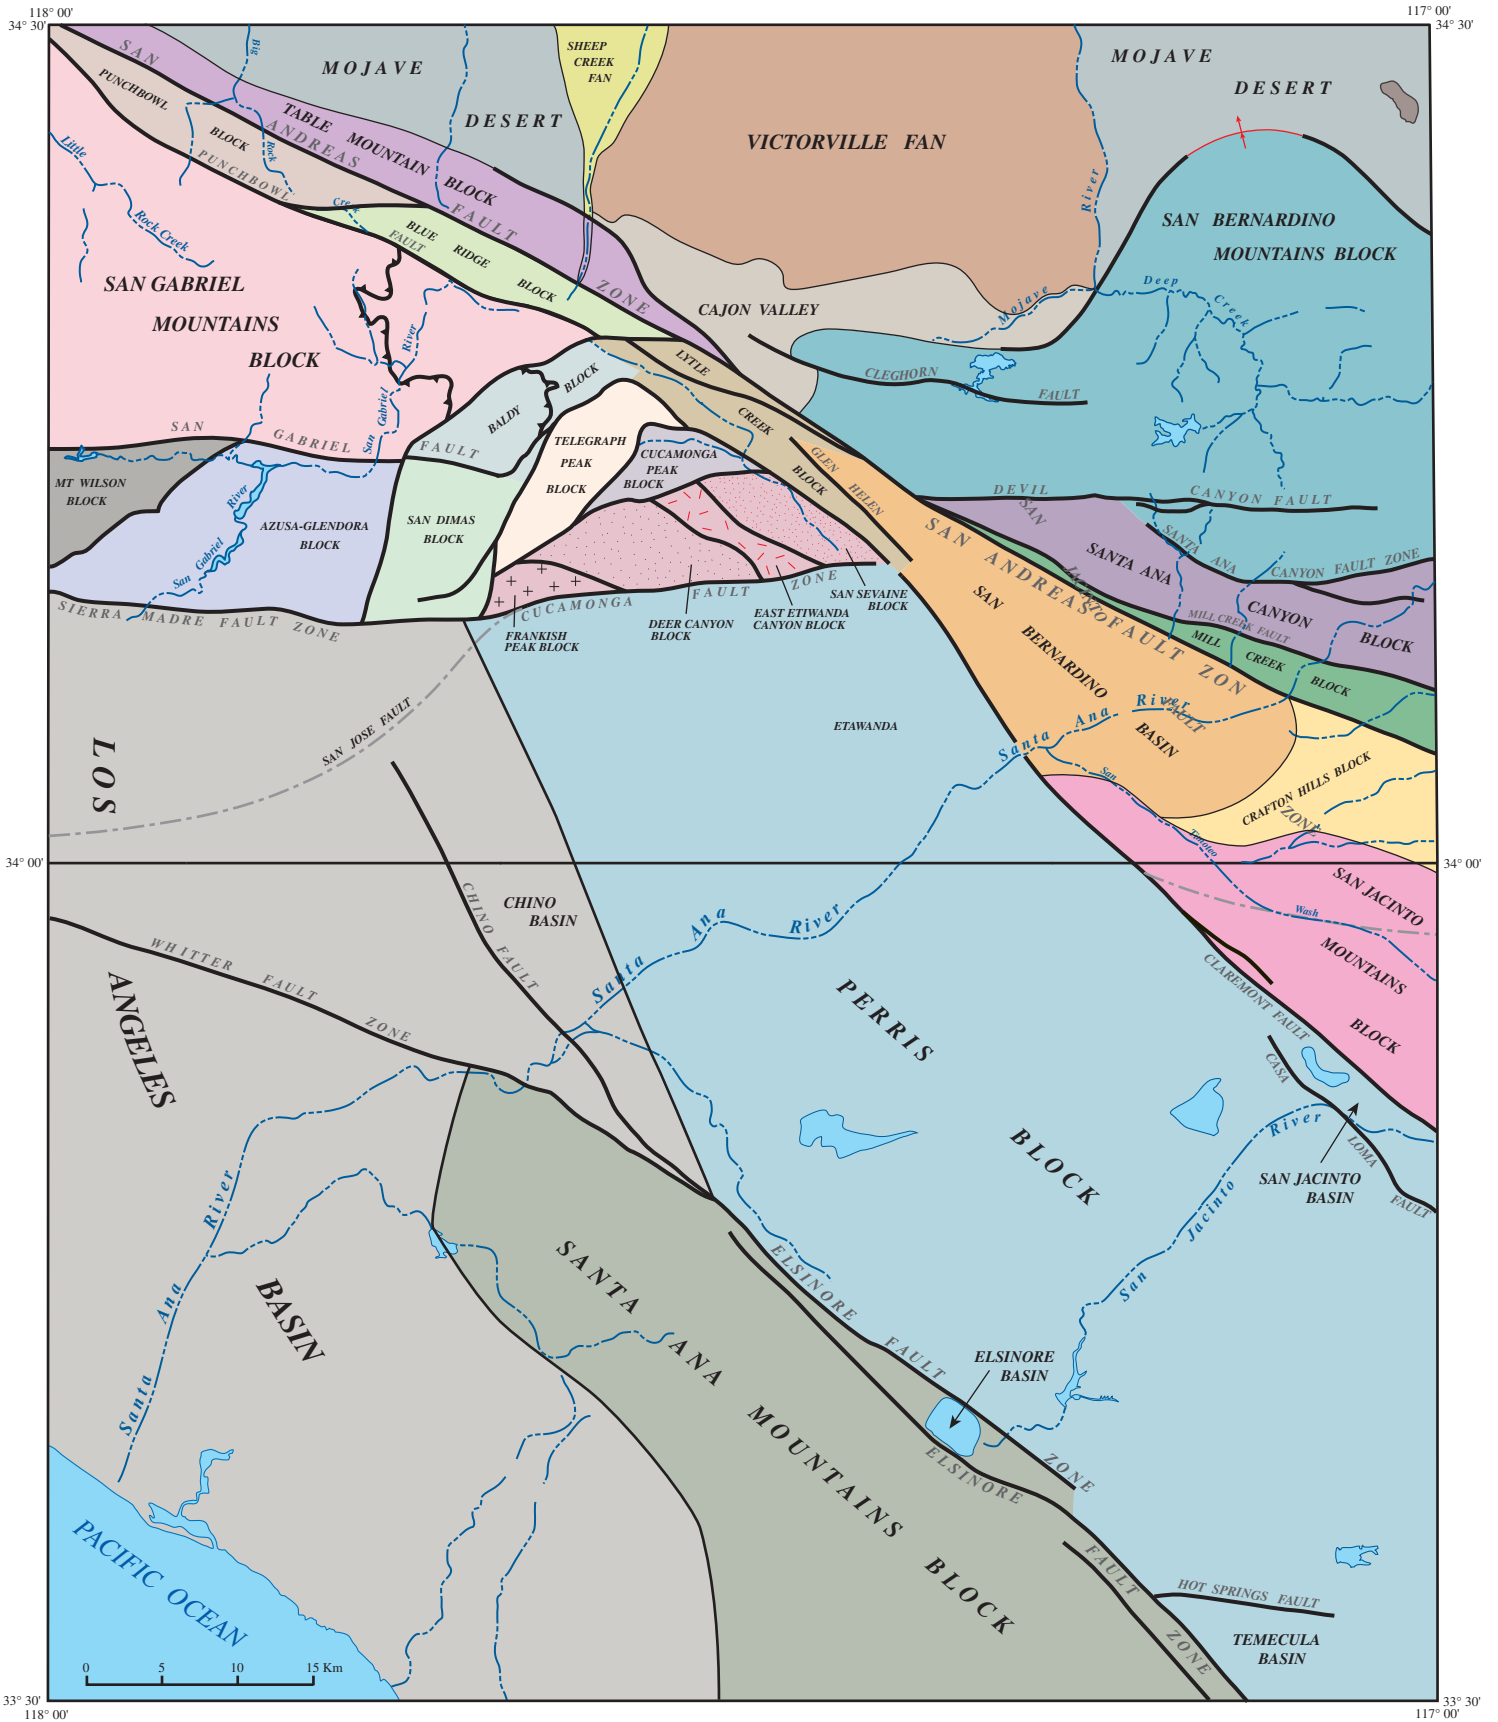 118° 00'
117° 00'
34° 30'
34° 30'
SAN ANDREAS FAULT ZONE
Big Rock Creek
MOJAVE DESERT
SHEEP
CREEK
FAN
MOJAVE
DESERT
PUNCHBOWL BLOCK
TABLE MOUNTAIN BLOCK
VICTORVILLE FAN
PUNCHBOWL FAULT
Little Rock Creek
River
BLUE RIDGE BLOCK
SAN BERNARDINO
MOUNTAINS BLOCK
SAN GABRIEL
MOUNTAINS
BLOCK
CAJON VALLEY
Mojave
Deep Creek
San Gabriel River
CLEGHORN FAULT
BALDY BLOCK
LYTLE CREEK BLOCK
SAN GABRIEL FAULT
TELEGRAPH
PEAK
BLOCK
CUCAMONGA
PEAK
BLOCK
GLEN HELEN
MT WILSON
BLOCK
San Gabriel River
AZUSA-GLENDORA
BLOCK
SAN DIMAS
BLOCK
DEVIL CANYON FAULT
SANTA ANA CANYON FAULT ZONE
SAN ANDREAS FAULT ZON
SAN JACINTO FAULT ZONE
SANTA ANA CANYON BLOCK
MILL CREEK FAULT
MILL CREEK BLOCK
SIERRA MADRE FAULT ZONE
CUCAMONGA FAULT ZONE
FRANKISH
PEAK BLOCK
DEER CANYON
BLOCK
EAST ETIWANDA
CANYON BLOCK
SAN SEVAINE
BLOCK
SAN BERNARDINO BASIN
SAN JOSE FAULT
ETAWANDA
Santa Ana River
CRAFTON HILLS BLOCK
San Timoteo Wash
34° 00'
34° 00'
LOS ANGELES BASIN
CHINO
BASIN
CHINO FAULT
WHITTER FAULT ZONE
Santa Ana River
SAN JACINTO MOUNTAINS BLOCK
CLAREMONT FAULT
PERRIS BLOCK
CASA LOMA FAULT
San Jacinto River
SAN JACINTO
BASIN
Santa Ana River
SANTA ANA MOUNTAINS BLOCK
ELSINORE FAULT ZONE
ELSINORE
BASIN
ELSINORE FAULT ZONE
HOT SPRINGS FAULT
TEMECULA
BASIN
PACIFIC OCEAN
0 5 10 15 Km
33° 30'
33° 30'
118° 00'
117° 00'